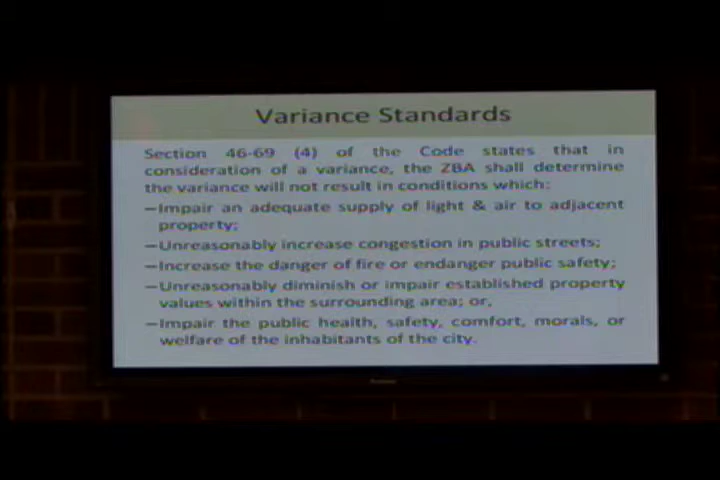 Variance Standards
Section 46-69 (4) of the Code states that in
consideration of a variance, the ZBA shall determine
the variance will not result in conditions which:
—Impair an adequate supply of light & air to adjacent
property;
—Unreasonably increase congestion in public streets;
—Increase the danger of fire or endanger public safety;
—Unreasonably diminish or impair established property
values within the surrounding area; or,
—Impair the public health, safety, comfort, morals, or
welfare of the inhabitants of the city.